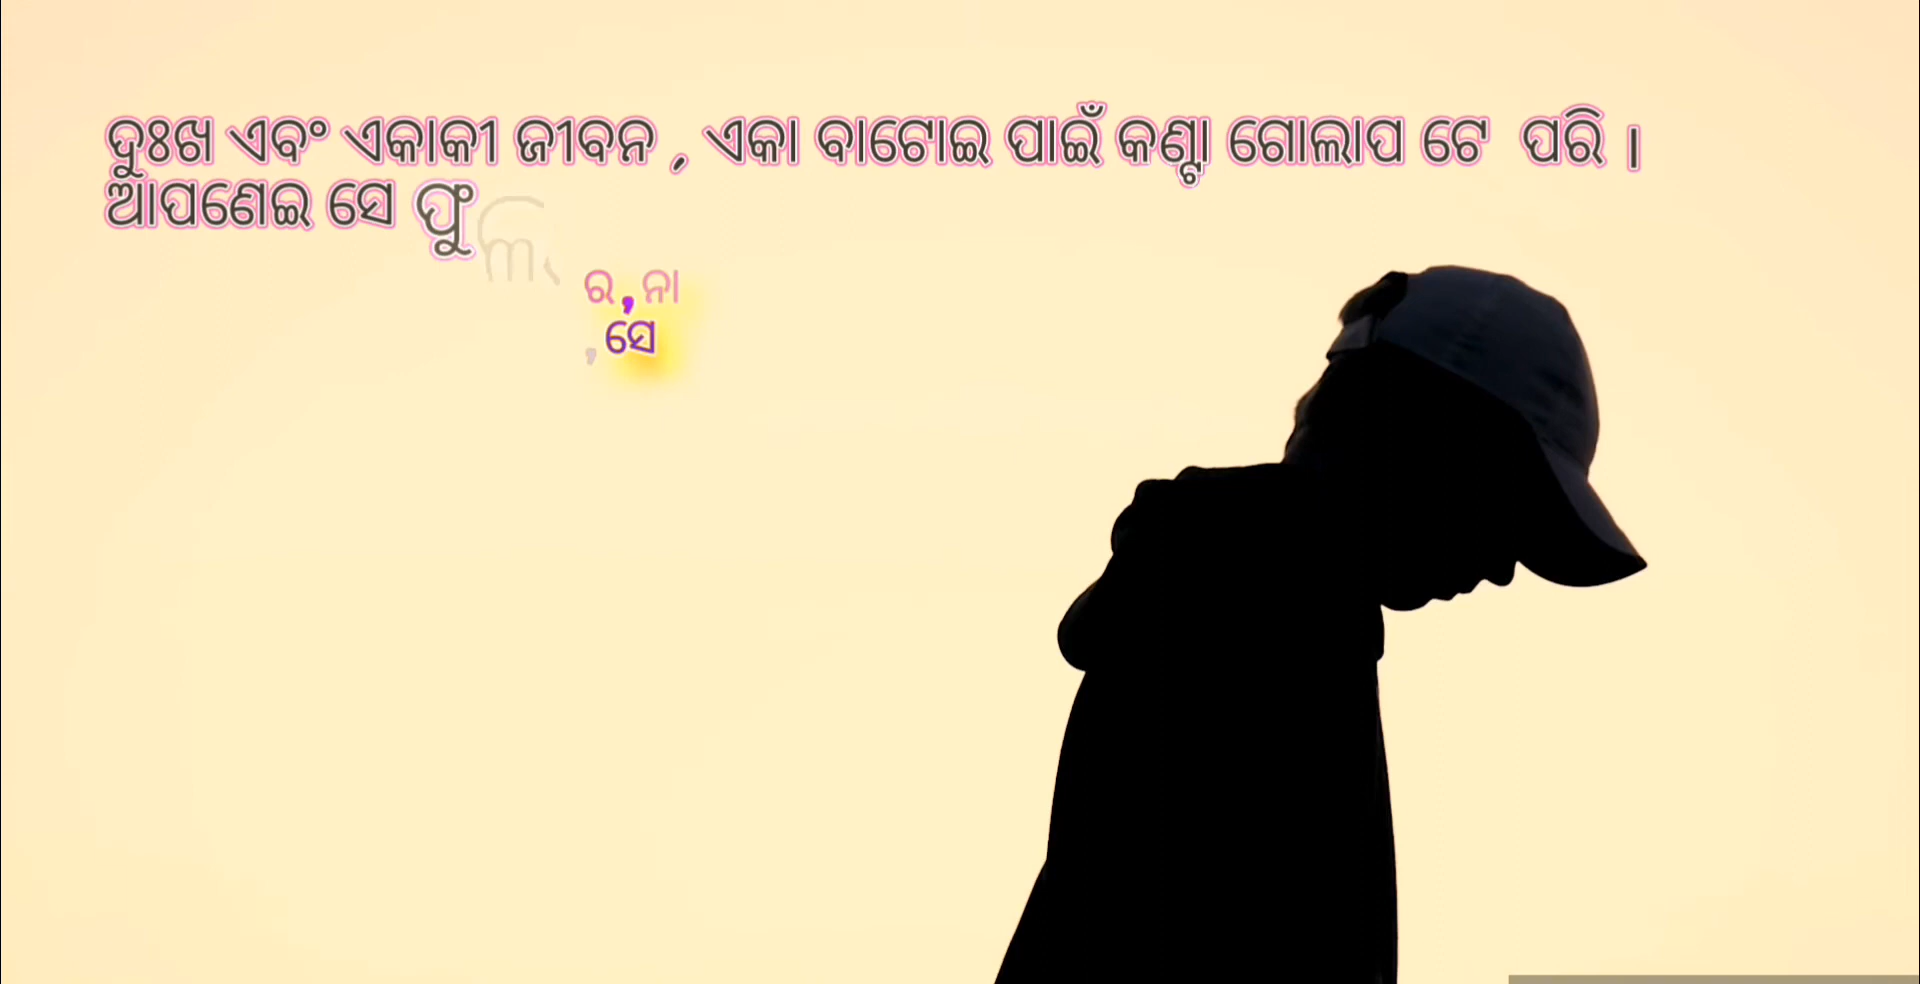 ଦୁଃଖ ଏବଂ ଏକାକୀ ଜୀବନ , ଏକା ବାଟୋଇ ପାଇଁ କଣ୍ଟା ଗୋଲାପ ଟେ ପରି ।
ଆପଣେଇ ସେ
ର,ନା
,ସେ